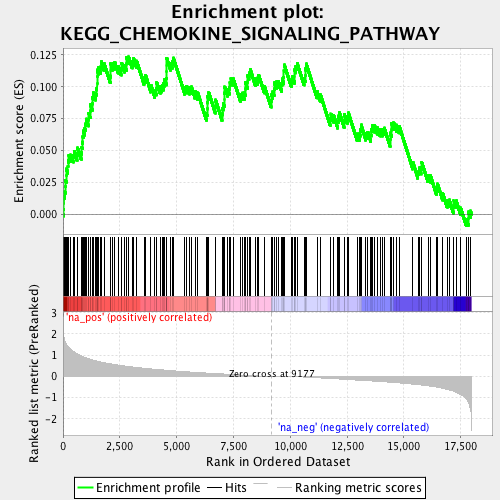 Enrichment plot:
KEGG_CHEMOKINE_SIGNALING_PATHWAY
Enrichment score (ES)
0.125
0.100
0.075
0.050
0.025
0.000
Ranked list metric (PreRanked)
3
2
1
0
-1
-2
'na_pos' (positively correlated)
Zero cross at 9177
'na_neg' (negatively correlated)
0
2,500
5,000
7,500
10,000
12,500
15,000
17,500
Rank in Ordered Dataset
Enrichment profile
Hits
Ranking metric scores